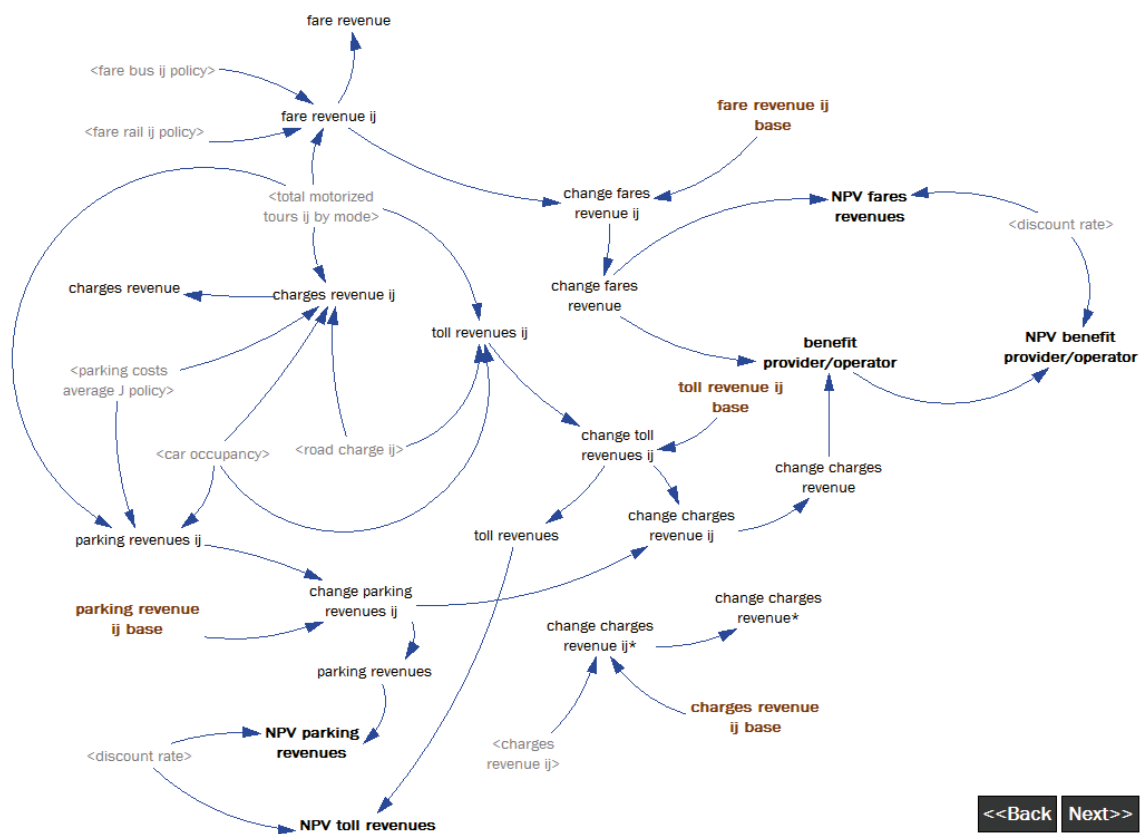 fare revenue
<fare bus ij policy>
fare revenue ij
<fare rail ij policy>
fare revenue ij
base
<total motorized
tours ij by mode>
change fares
revenue ij
NPV fares
revenues
<discount rate>
charges revenue
charges revenue ij
change fares
revenue
toll revenues ij
benefit
provider/operator
NPV benefit
provider/operator
<parking costs
average J policy>
toll revenue ij
base
<car occupancy>
<road charge ij>
change toll
revenues ij
change charges
revenue
parking revenues ij
toll revenues
change charges
revenue ij
change parking
revenues ij
parking revenue
ij base
change charges
revenue*
change charges
revenue ij*
parking revenues
charges revenue
ij base
NPV parking
revenues
<discount rate>
<charges
revenue ij>
NPV toll revenues
<<Back
Next>>